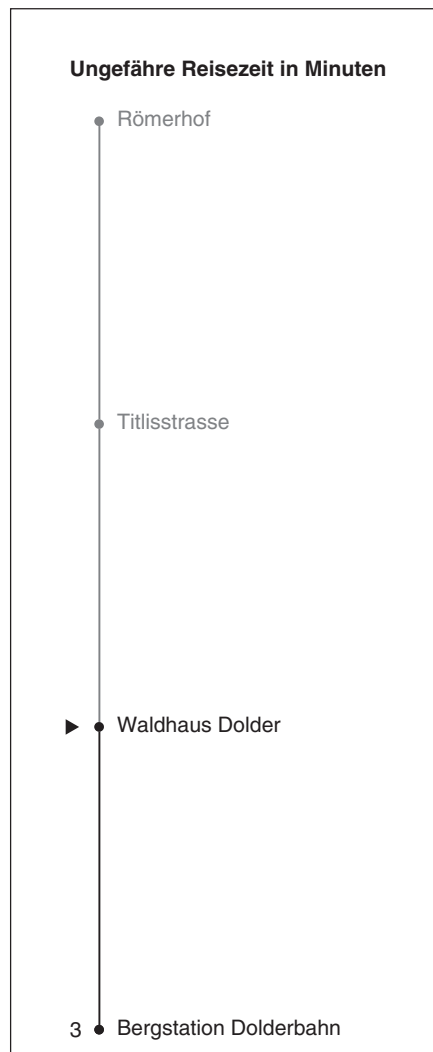 Ungefähre Reisezeit in Minuten
Römerhof
Titlisstrasse
Waldhaus Dolder
3 Bergstation Dolderbahn